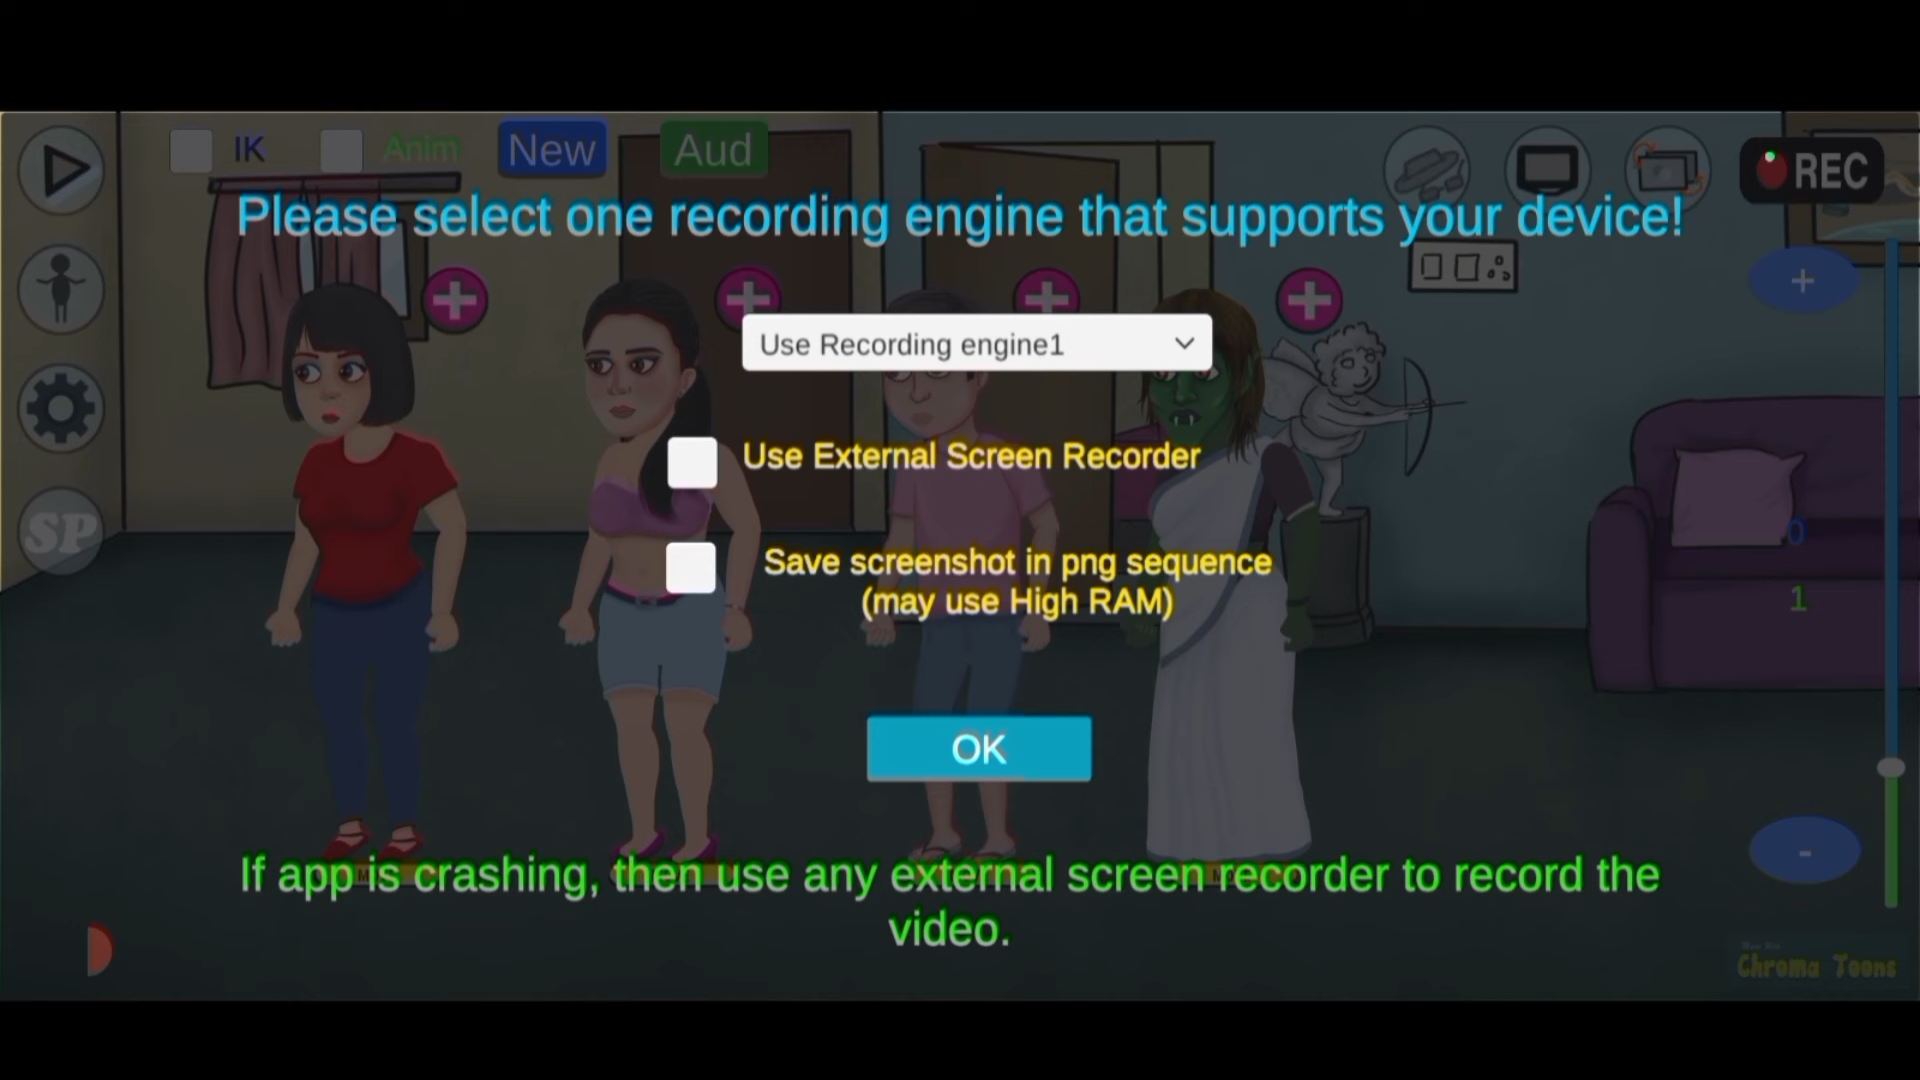 IK Anim New Aud
REC
Please select one recording engine that supports your device!
+
Use Recording engine1
Use External Screen Recorder
SP
0
Save screenshot in png sequence
(may use High RAM)
1
OK
-
If app is crashing, then use any external screen recorder to record the
video.
Chroma Toons